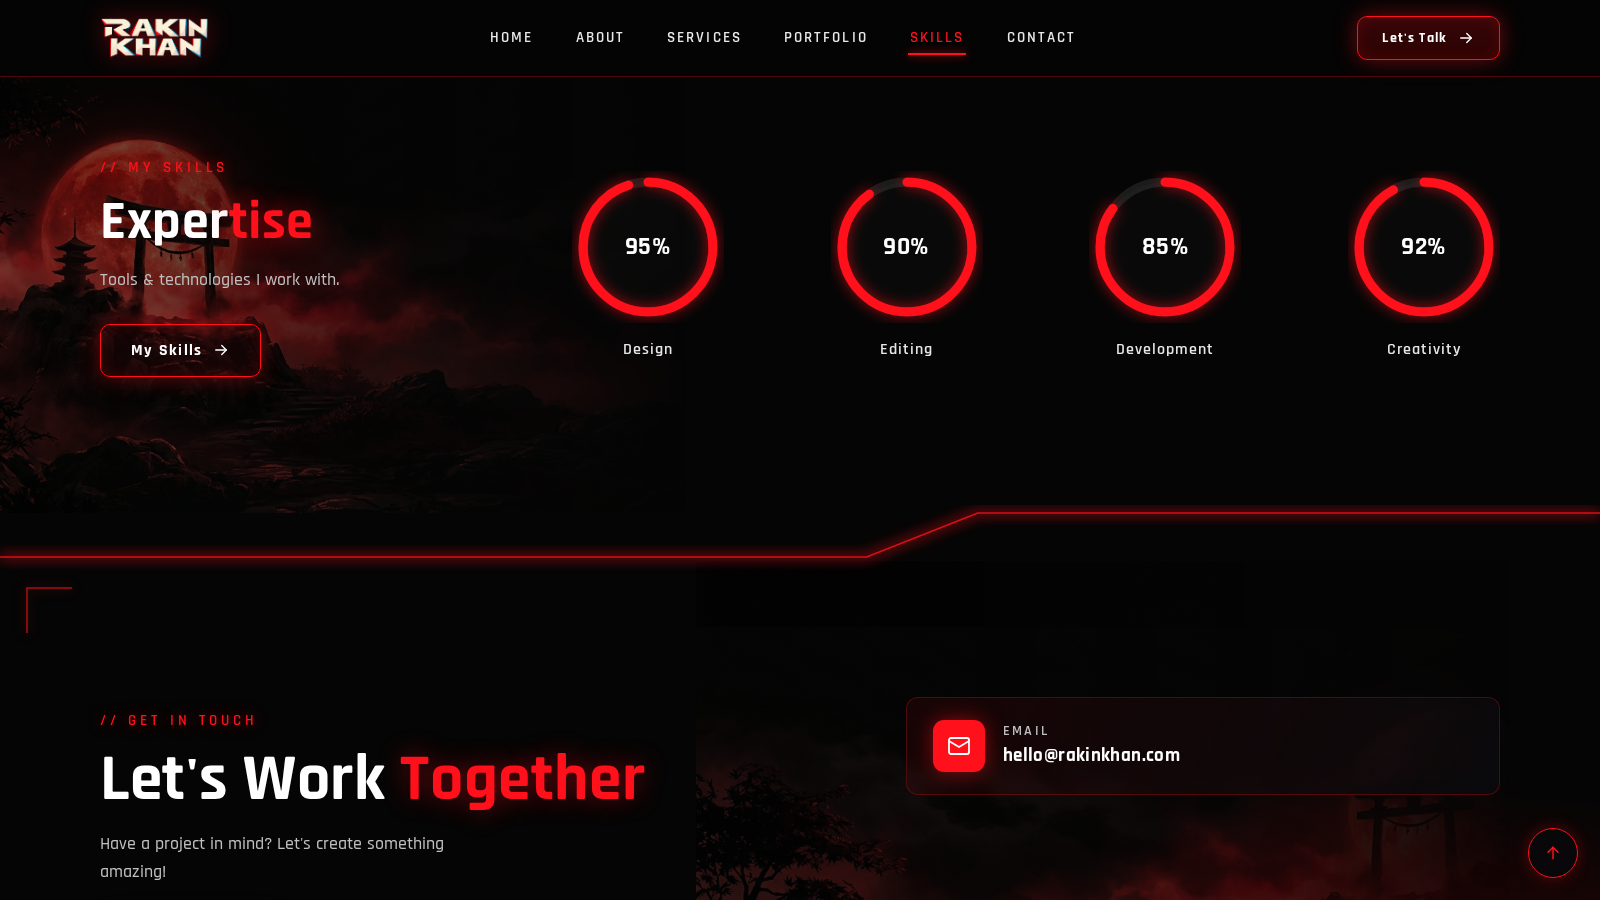 RAKIN
KHAN
HOME
ABOUT
SERVICES
PORTFOLIO
SKILLS
CONTACT
Let's Talk
// MY SKILLS
Expertise
Tools & technologies I work with.
My Skills
95%
90%
85%
92%
Design
Editing
Development
Creativity
// GET IN TOUCH
Let's Work Together
Have a project in mind? Let's create something
amazing!
EMAIL
hello@rakinkhan.com